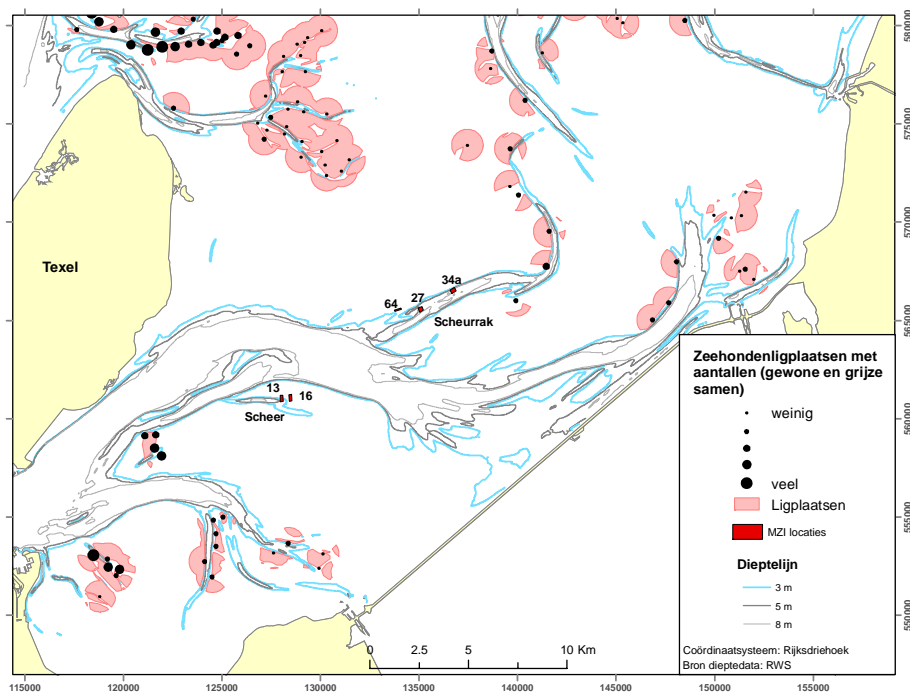 580000
575000
Texel
570000
34a
27
64
Scheurrak
565000
13
16
Scheer
560000
555000
550000
Zeehondenligplaatsen met
aantallen (gewone en grijze
samen)
weinig
veel
Ligplaatsen
MZI locaties
Dieptelijn
3 m
5 m
8 m
Coördinaatsysteem: Rijksdriehoek
Bron dieptedata: RWS
0 2.5 5 10 Km
115000 120000 125000 130000 135000 140000 145000 150000 155000